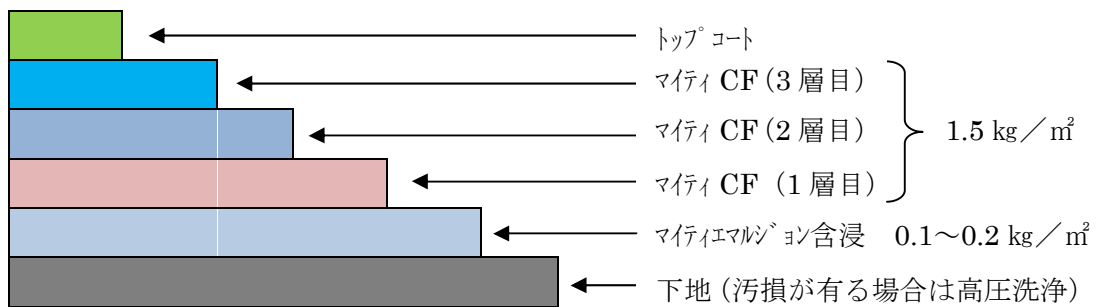 ﾄｯﾌﾟｺｰﾄ
ﾏｲﾃｨ CF（3 層目）
ﾏｲﾃｨ CF（2 層目） 1.5 kg／㎡
ﾏｲﾃｨ CF （1 層目）
ﾏｲﾃｨｴﾏﾙｼﾞｮﾝ含浸　0.1～0.2 kg／㎡
下地（汚損が有る場合は高圧洗浄）